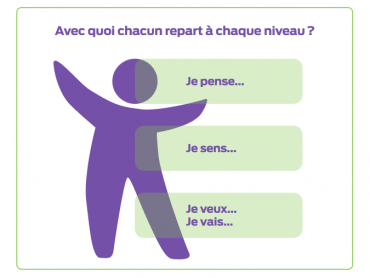 Avec quoi chacun repart à chaque niveau ?
Je pense...
Je sens...
Je veux...
Je vais...